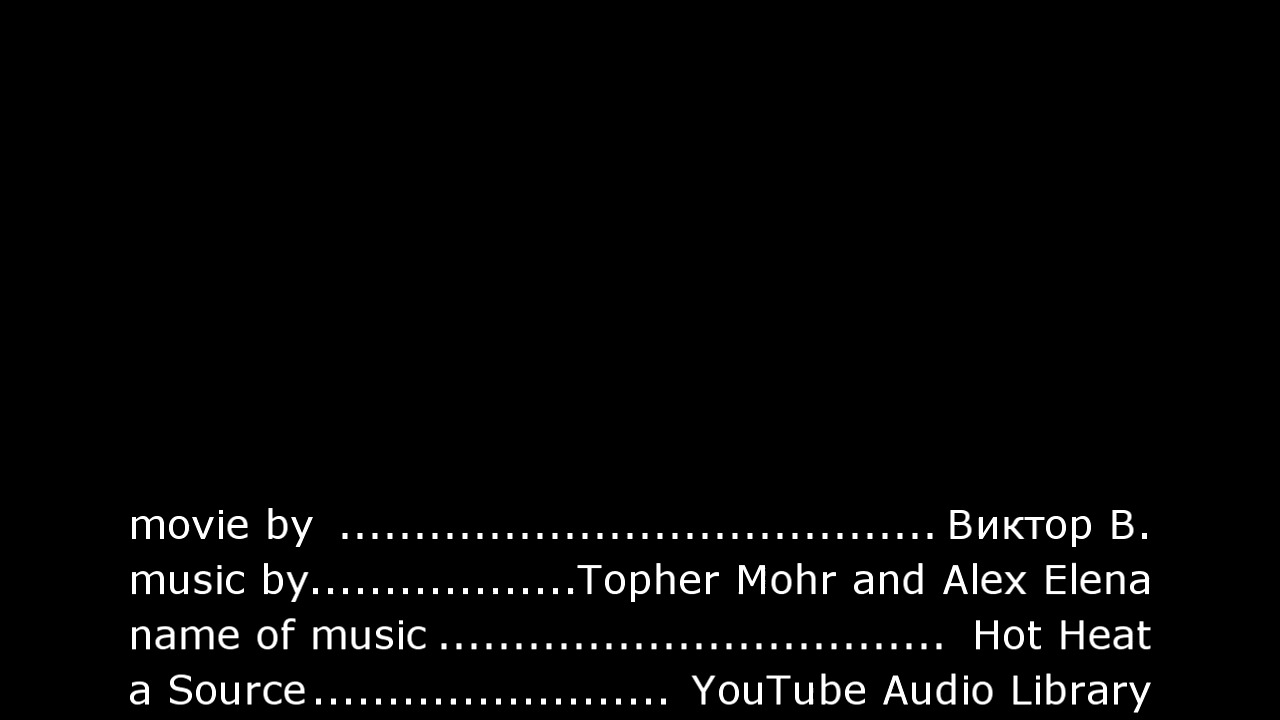 movie by ........................................ Виктор В.
music by..................Topher Mohr and Alex Elena
name of music .................................. Hot Heat
a Source........................ YouTube Audio Library